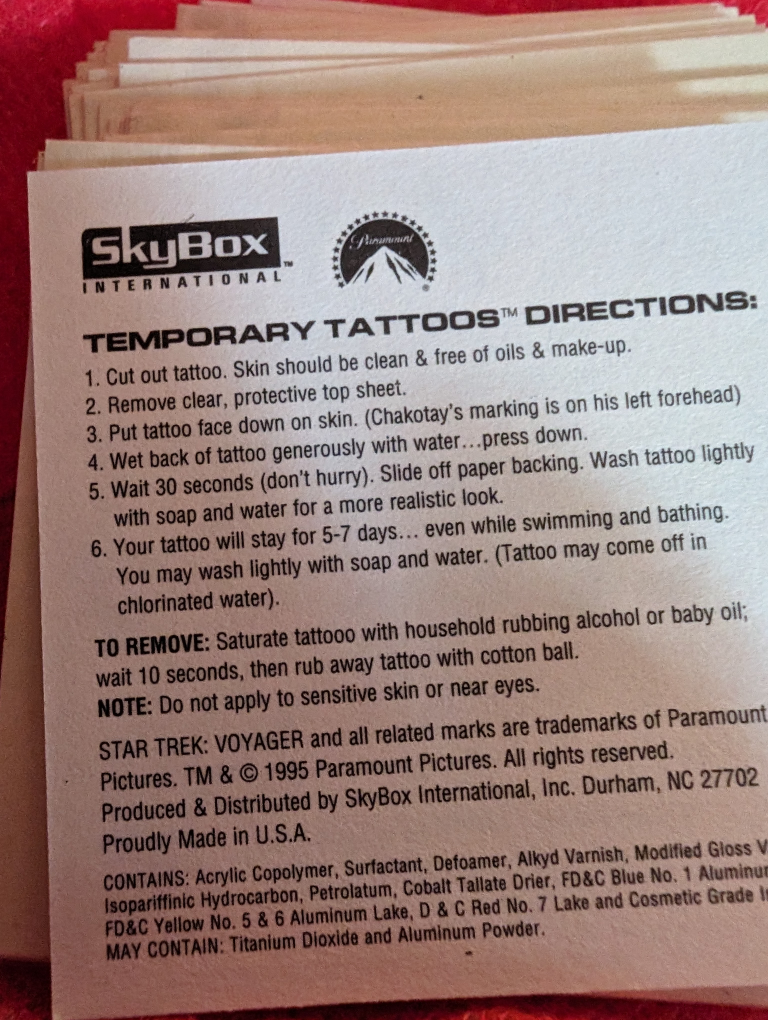 SkyBox
INTERNATIONAL™
Paramount
®
TEMPORARY TATTOOS™ DIRECTIONS:
1. Cut out tattoo. Skin should be clean & free of oils & make-up.
2. Remove clear, protective top sheet.
3. Put tattoo face down on skin. (Chakotay's marking is on his left forehead)
4. Wet back of tattoo generously with water...press down.
5. Wait 30 seconds (don't hurry). Slide off paper backing. Wash tattoo lightly
with soap and water for a more realistic look.
6. Your tattoo will stay for 5-7 days... even while swimming and bathing.
You may wash lightly with soap and water. (Tattoo may come off in
chlorinated water).
TO REMOVE: Saturate tattooo with household rubbing alcohol or baby oil;
wait 10 seconds, then rub away tattoo with cotton ball.
NOTE: Do not apply to sensitive skin or near eyes.
STAR TREK: VOYAGER and all related marks are trademarks of Paramount
Pictures. TM & © 1995 Paramount Pictures. All rights reserved.
Produced & Distributed by SkyBox International, Inc. Durham, NC 27702
Proudly Made in U.S.A.
CONTAINS: Acrylic Copolymer, Surfactant, Defoamer, Alkyd Varnish, Modified Gloss
Isopariffinic Hydrocarbon, Petrolatum, Cobalt Tallate Drier, FD&C Blue No. 1
FD&C Yellow No. 5 & 6 Aluminum Lake, D & C Red No. 7 Lake and Cosmetic Grade
MAY CONTAIN: Titanium Dioxide and Aluminum Powder.